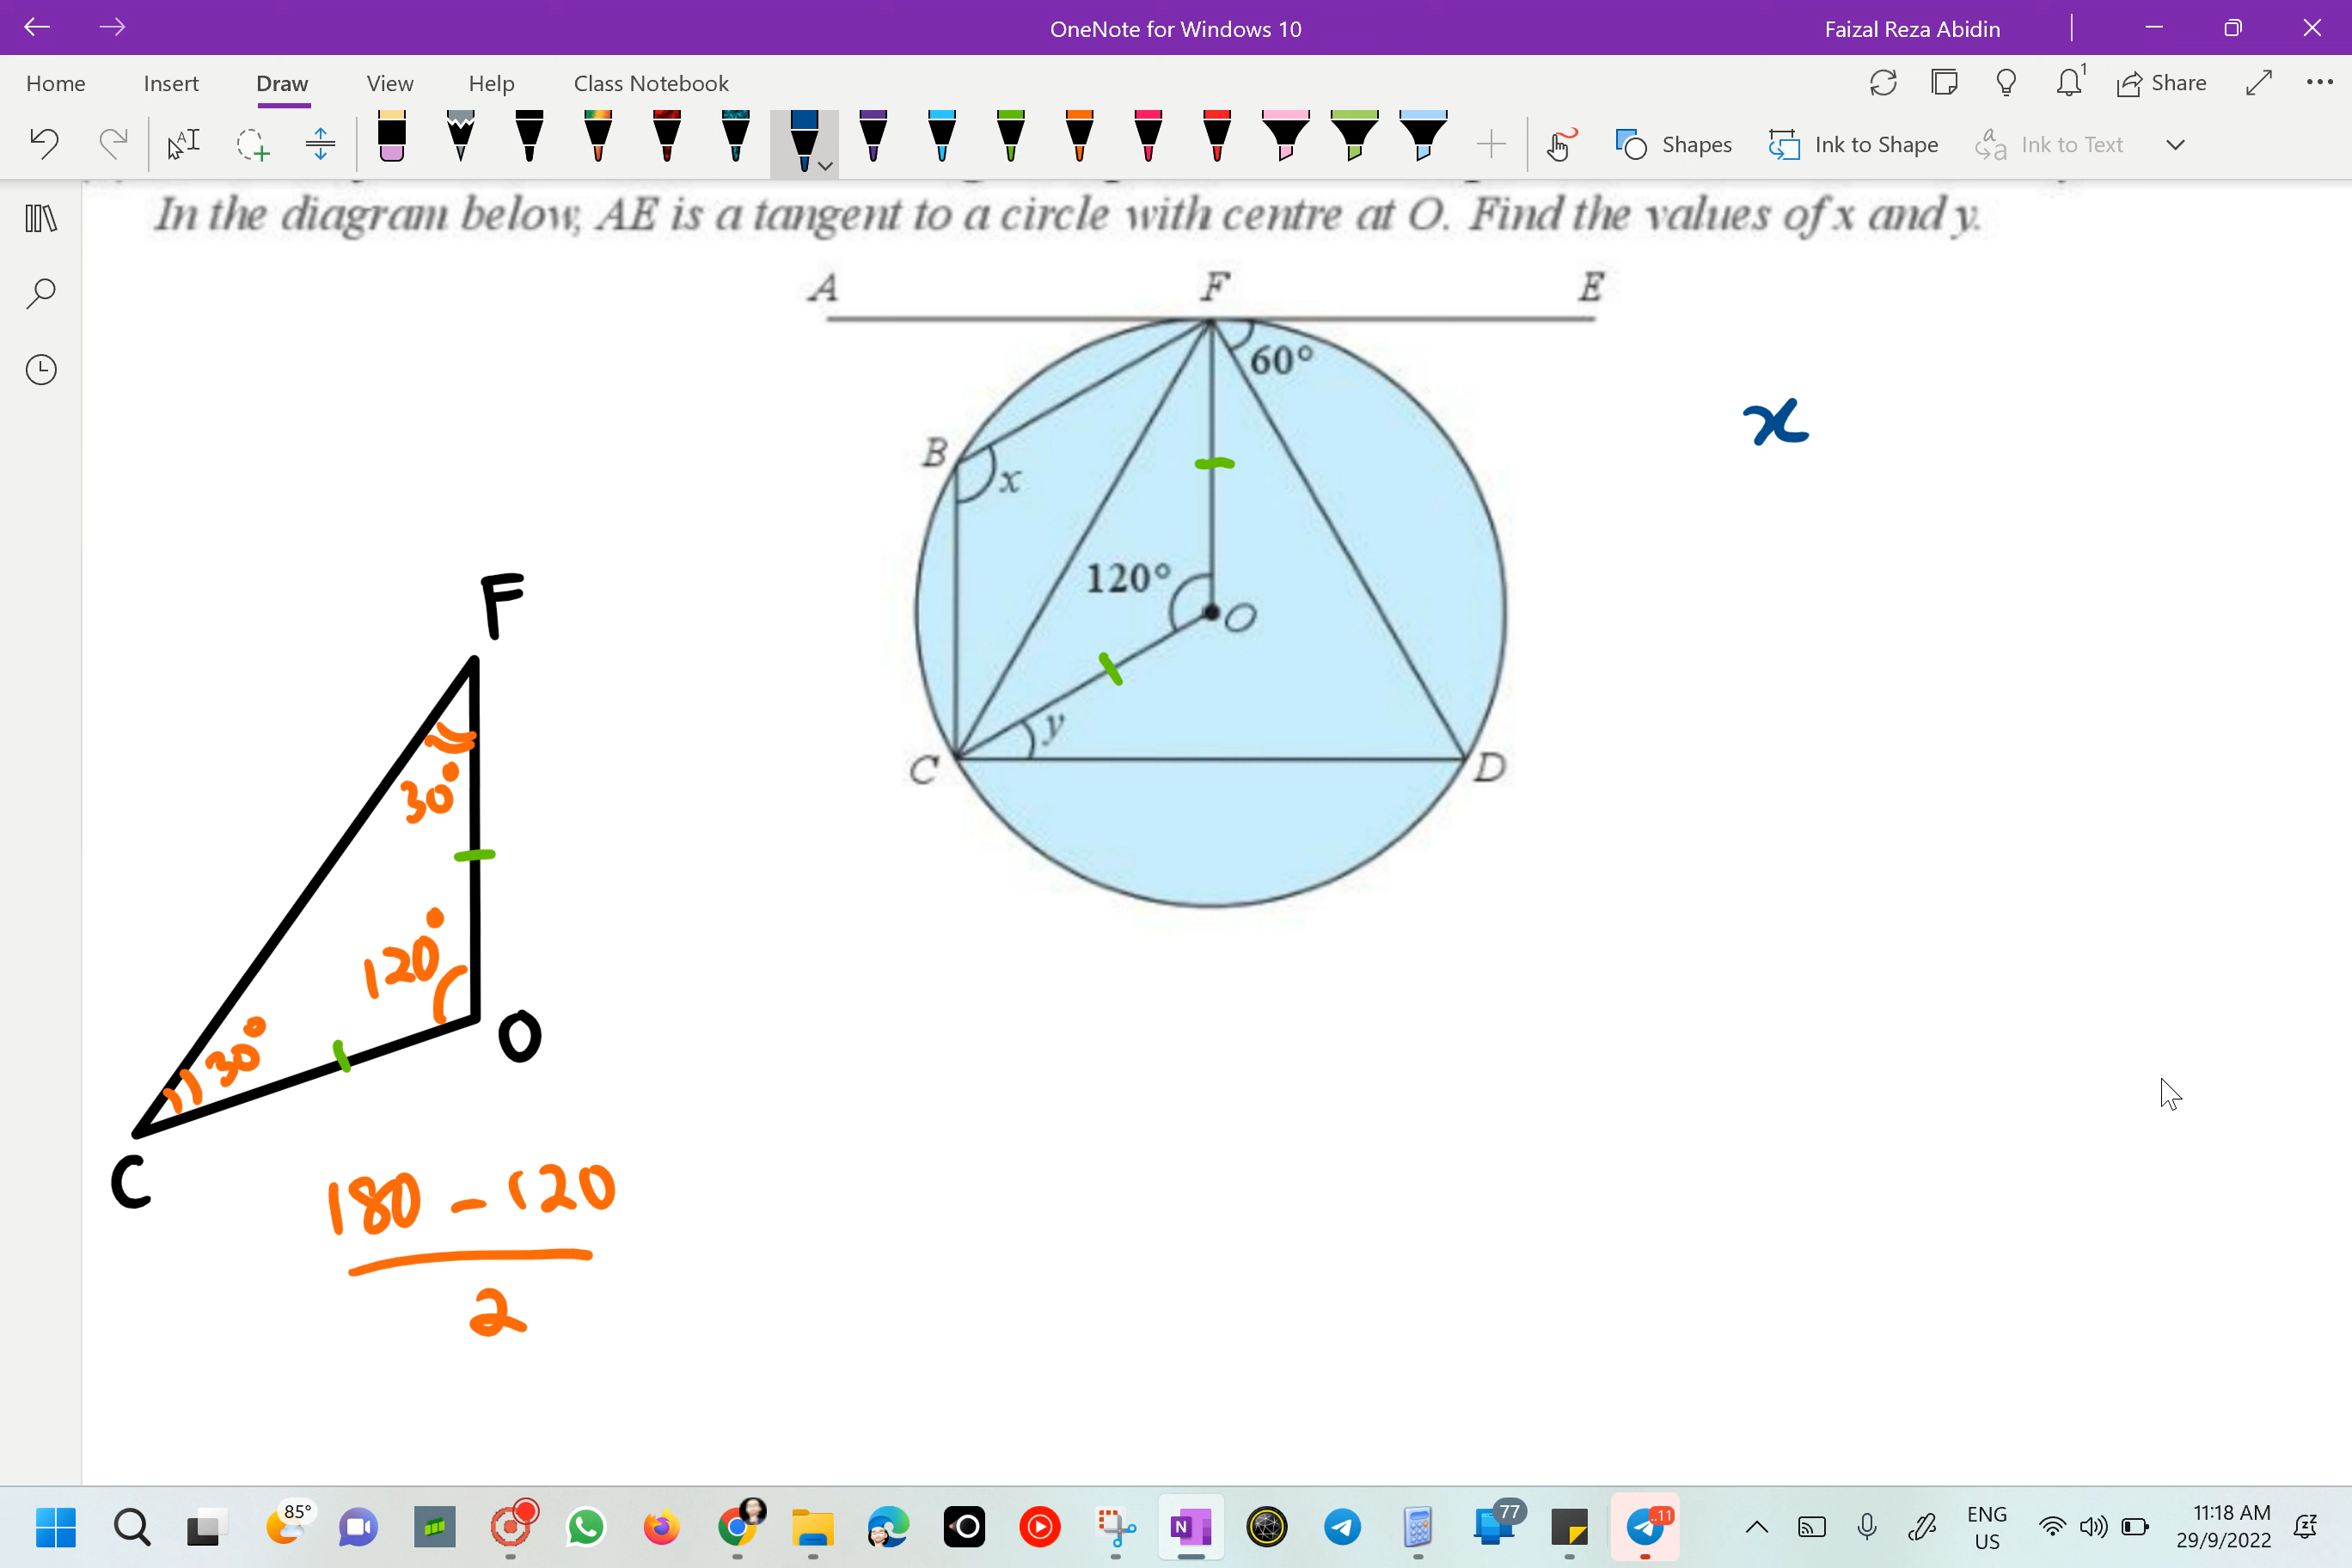 OneNote for Windows 10
Faizal Reza Abidin
Home Insert Draw View Help Class Notebook
1
Share
Shapes
Ink to Shape
Ink to Text
In the diagram below, AE is a tangent to a circle with centre at O. Find the values of x and y.
A F E
60°
x
B
x
120°
O
y
C
D
F
30°
120°
30°
O
C
180 - 120
2
85°
77
..11
ENG
US
11:18 AM
29/9/2022